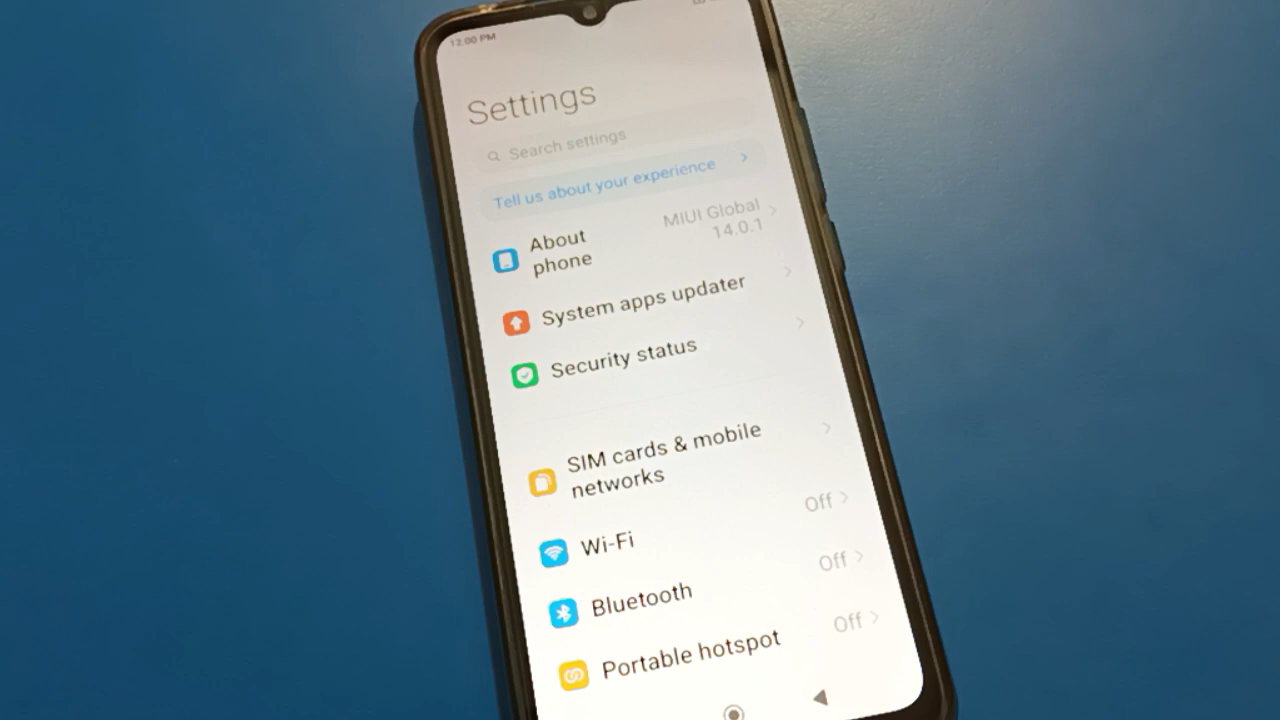 12:00 PM
Settings
Search settings
Tell us about your experience
About
phone
MIUI Global
14.0.1
System apps updater
Security status
SIM cards & mobile
networks
Wi-Fi
Off
Bluetooth
Off
Portable hotspot
Off